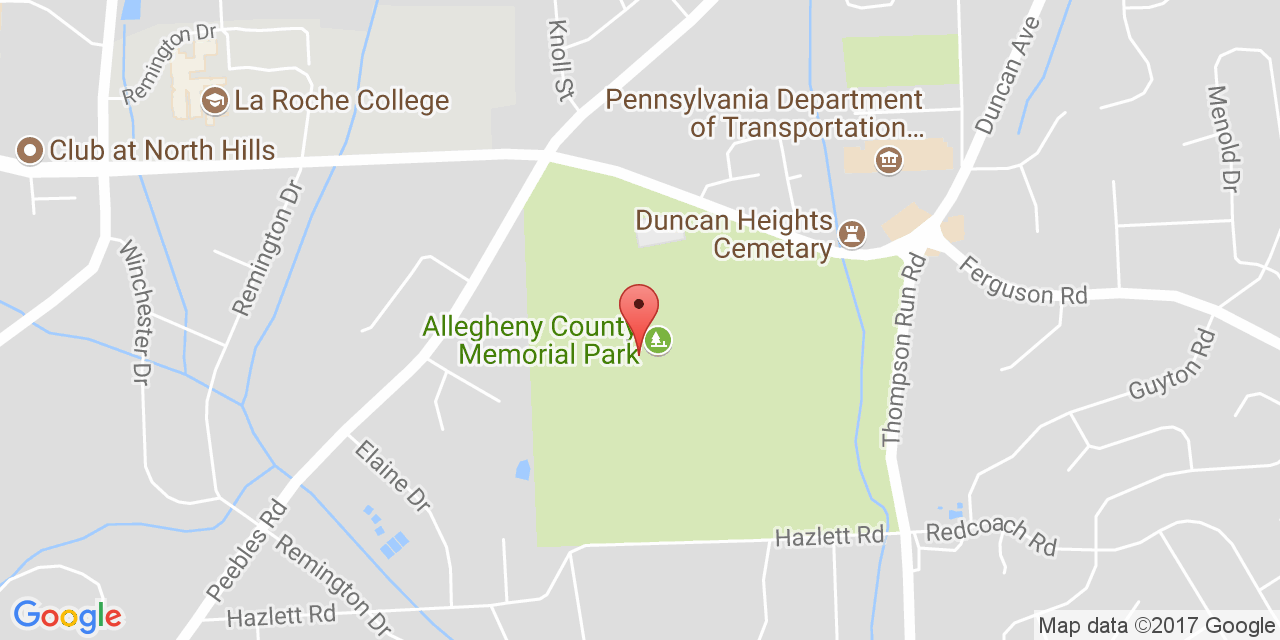 Remington Dr
Knoll St
Duncan Ave
La Roche College
Pennsylvania Department
of Transportation...
Menold Dr
Club at North Hills
Remington Dr
Duncan Heights
Cemetary
Winchester Dr
Ferguson Rd
Thompson Run Rd
Allegheny County
Memorial Park
Guyton Rd
Elaine Dr
Peebles Rd
Hazlett Rd
Redcoach Rd
Remington Dr
Hazlett Rd
Google
Map data ©2017 Google